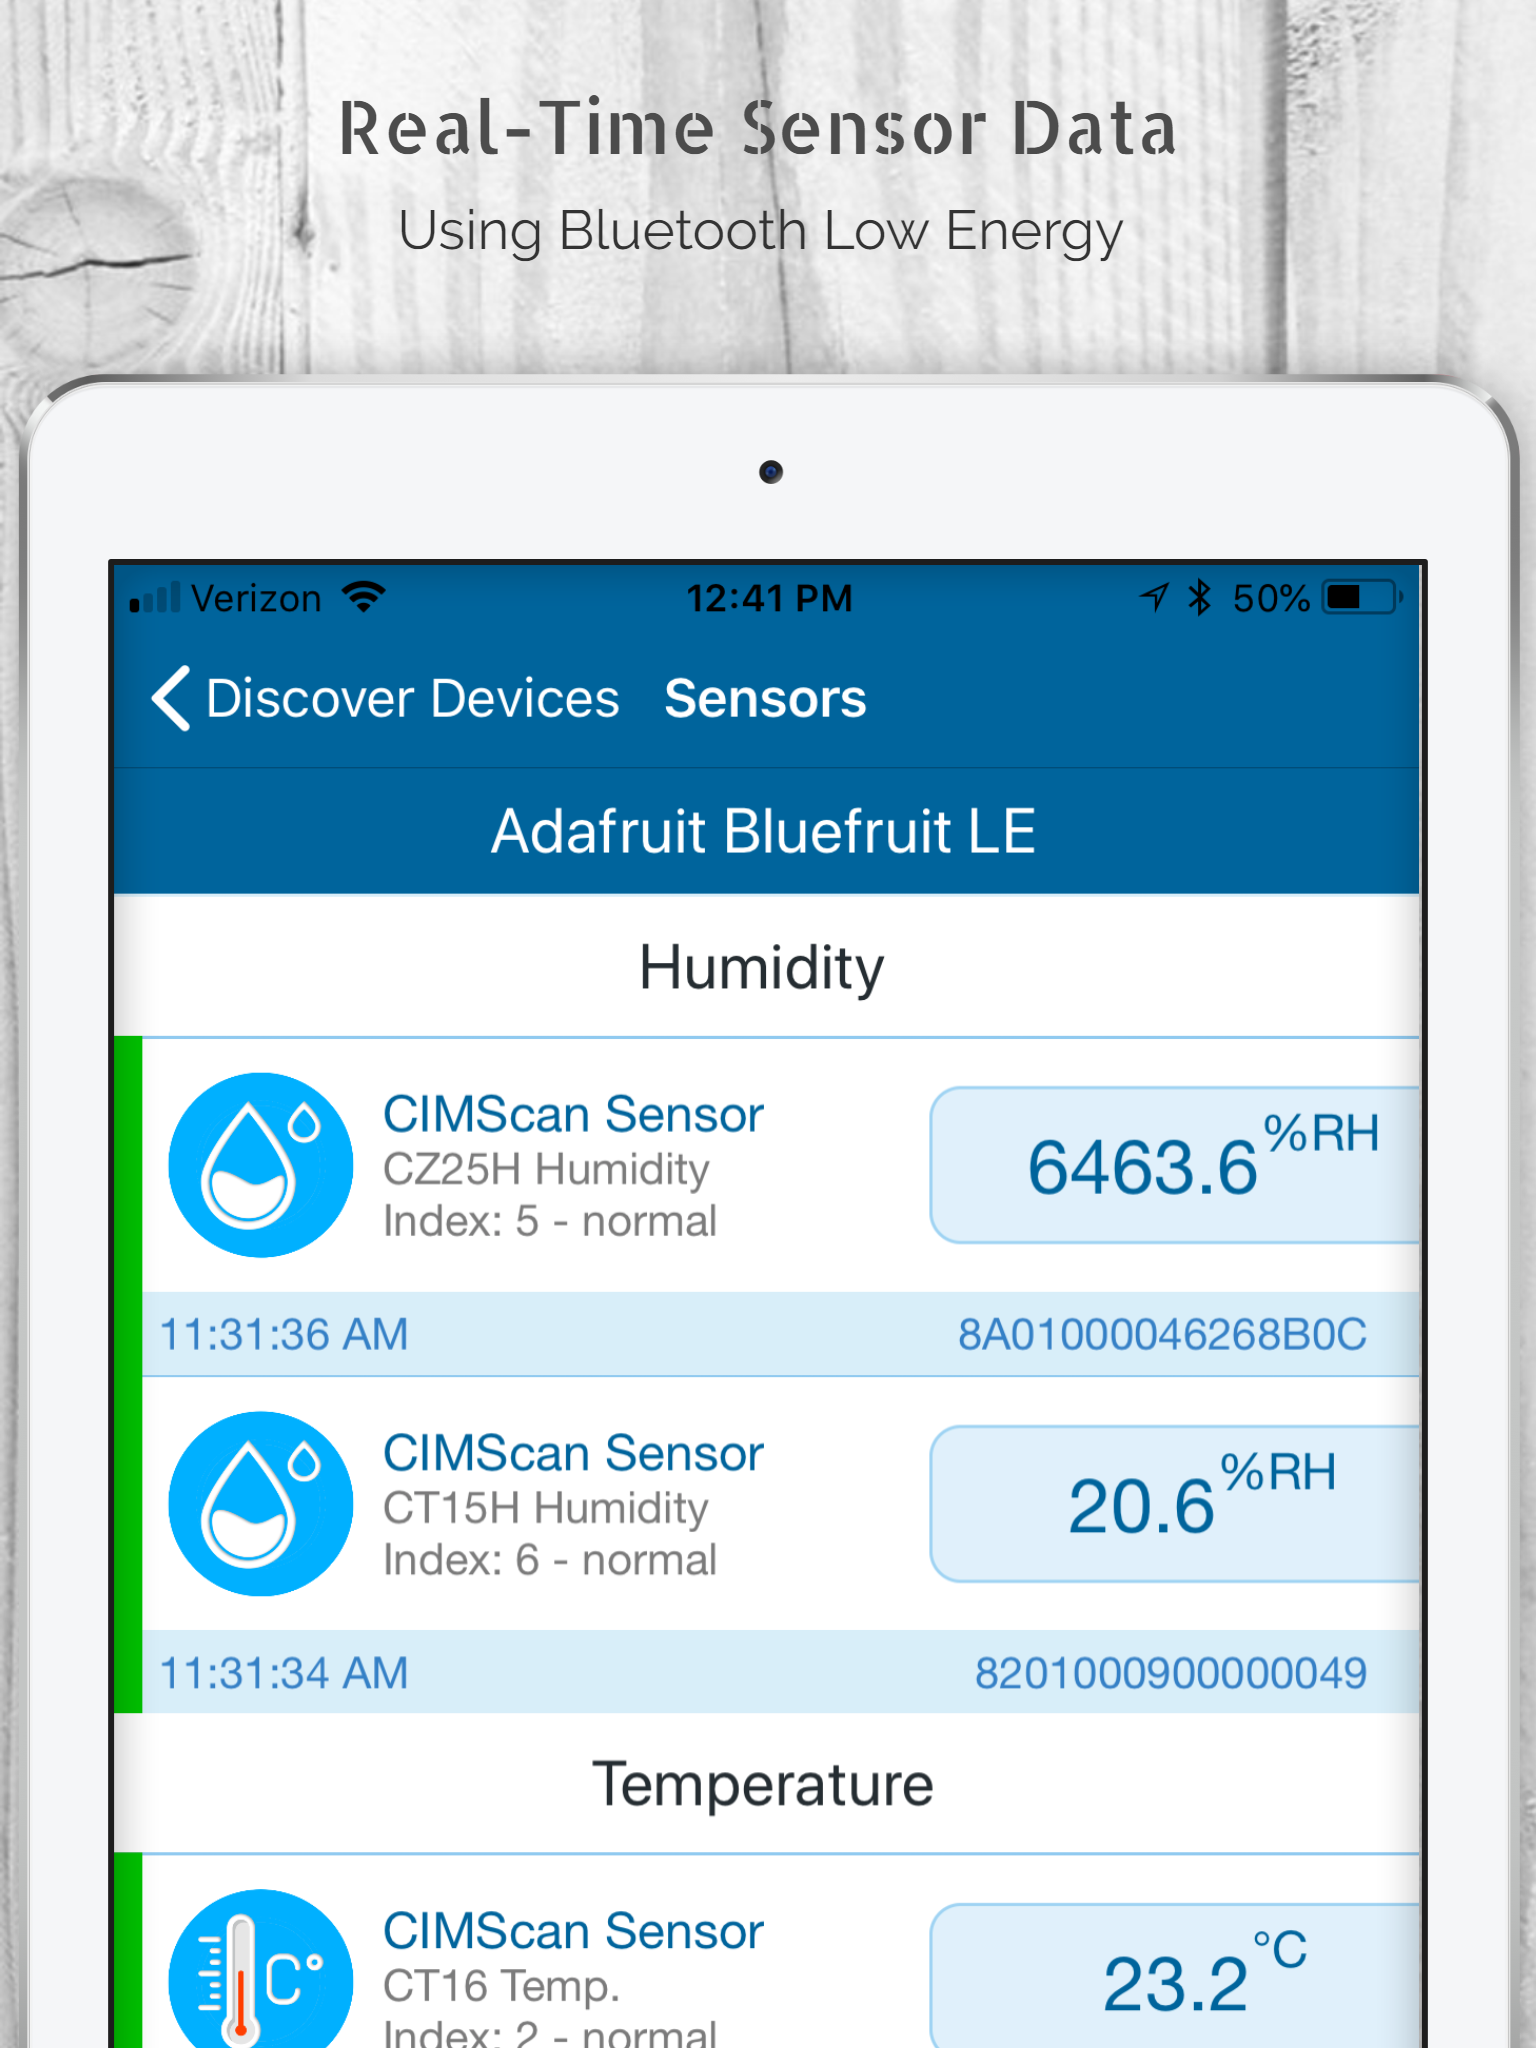 Real-Time Sensor Data
Using Bluetooth Low Energy
Verizon 12:41 PM 50%
Discover Devices Sensors
Adafruit Bluefruit LE
Humidity
CIMScan Sensor
CZ25H Humidity
Index: 5 - normal
6463.6 %RH
11:31:36 AM 8A01000046268B0C
CIMScan Sensor
CT15H Humidity
Index: 6 - normal
20.6 %RH
11:31:34 AM 8201000900000049
Temperature
CIMScan Sensor
CT16 Temp.
Index: 2 - normal
23.2 °C
C°